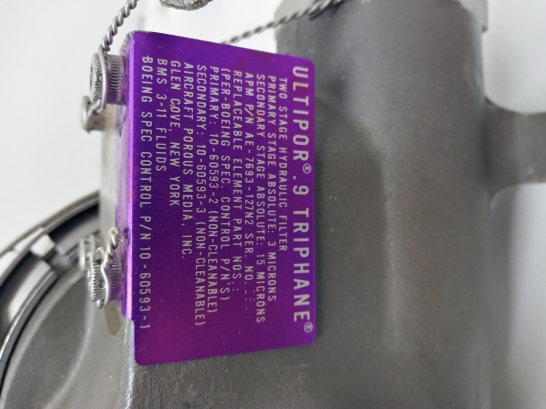 ULTIPOR® .9 TRIPHANE®
TWO STAGE HYDRAULIC FILTER
PRIMARY STAGE ABSOLUTE: 3 MICRONS
SECONDARY STAGE ABSOLUTE: 15 MICRONS
APM P/N AE-7693-127N2 SER. NO.
REPLACEABLE ELEMENT PART NOS.:
(PER BOEING SPEC CONTROL P/N'S)
PRIMARY: 10-60593-2 (NON-CLEANABLE)
SECONDARY: 10-60593-3 (NON-CLEANABLE)
AIRCRAFT POROUS MEDIA, INC.
GLEN COVE, NEW YORK
BMS 3-11 FLUIDS
BOEING SPEC CONTROL P/N 10-60593-1